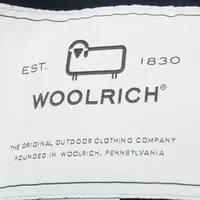 EST. 1830
WOOLRICH®
THE ORIGINAL OUTDOOR CLOTHING COMPANY
FOUNDED IN WOOLRICH, PENNSYLVANIA